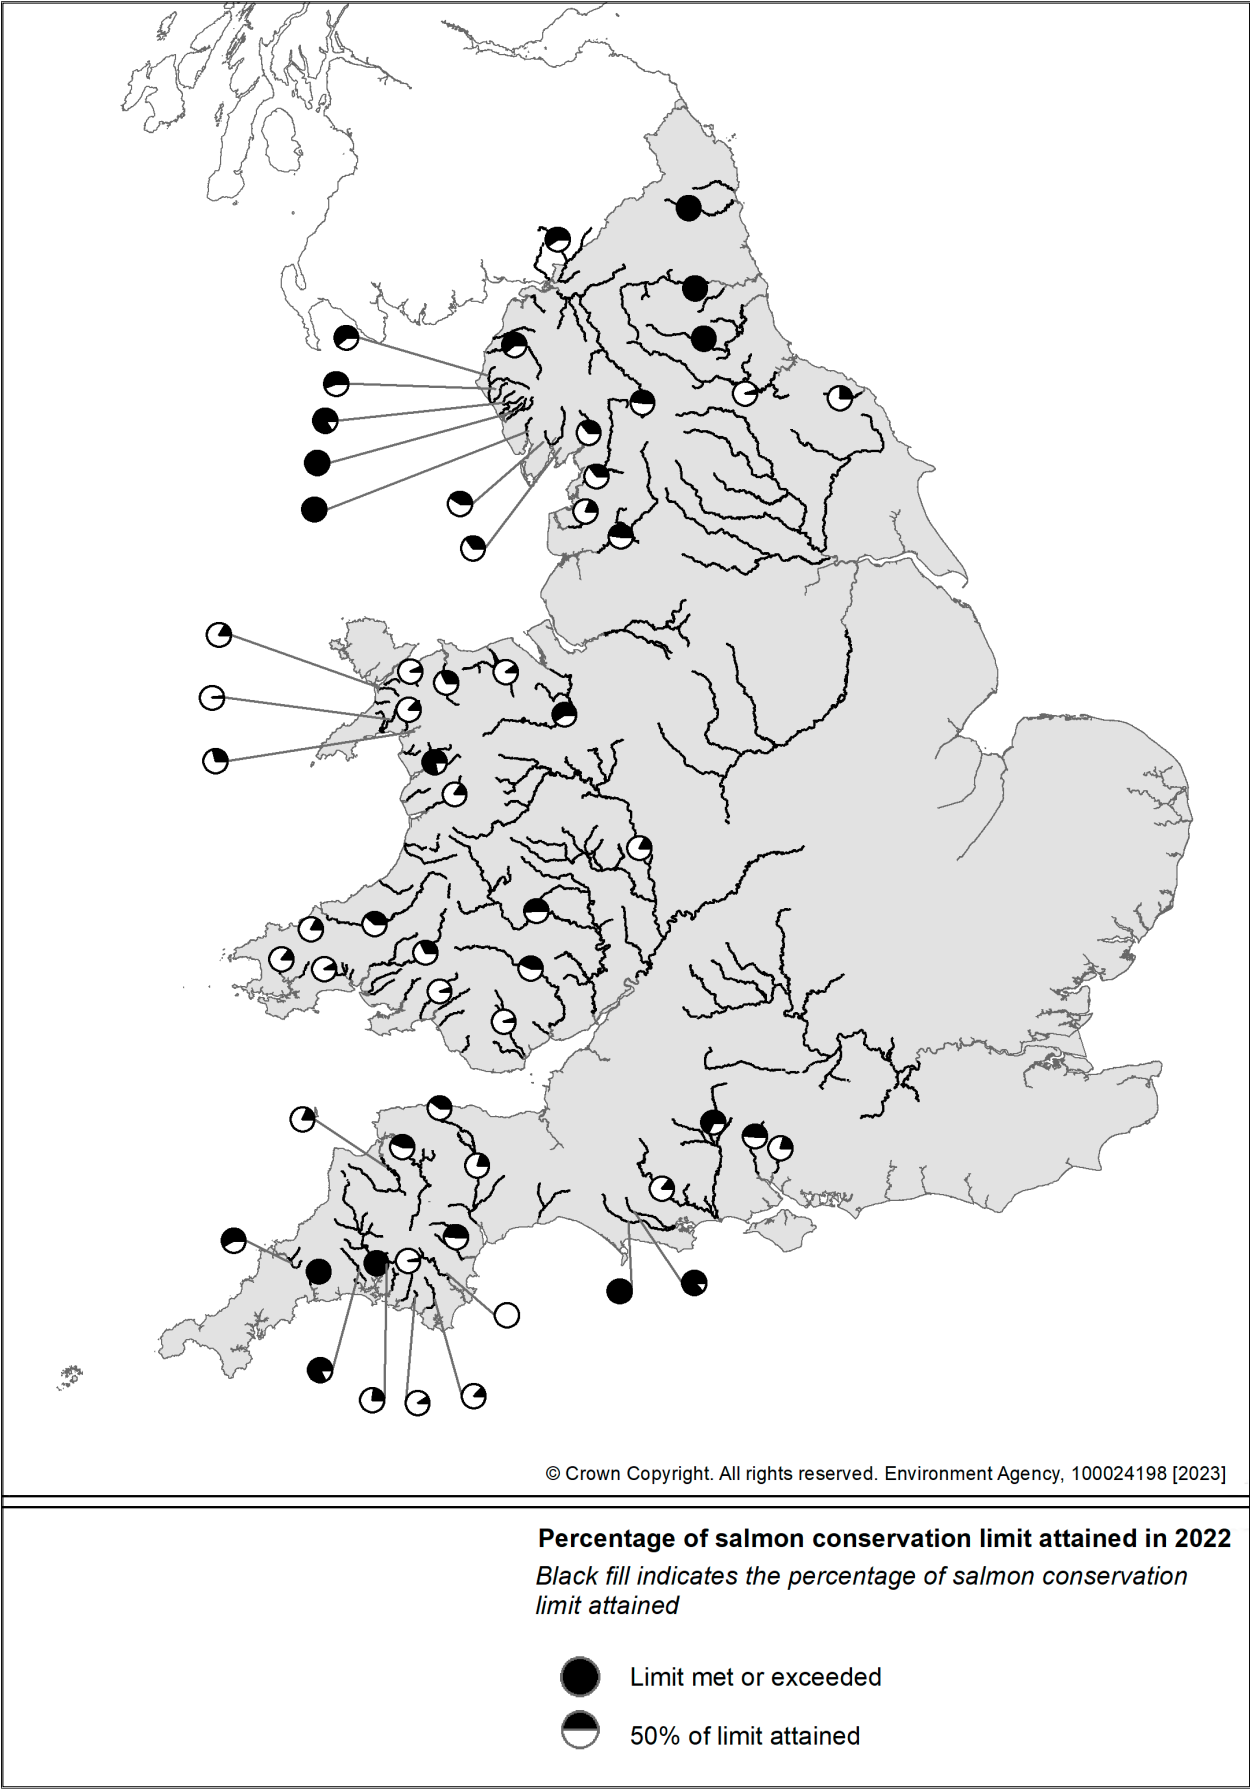 © Crown Copyright. All rights reserved. Environment Agency, 100024198 [2023]
Percentage of salmon conservation limit attained in 2022
Black fill indicates the percentage of salmon conservation
limit attained
Limit met or exceeded
50% of limit attained